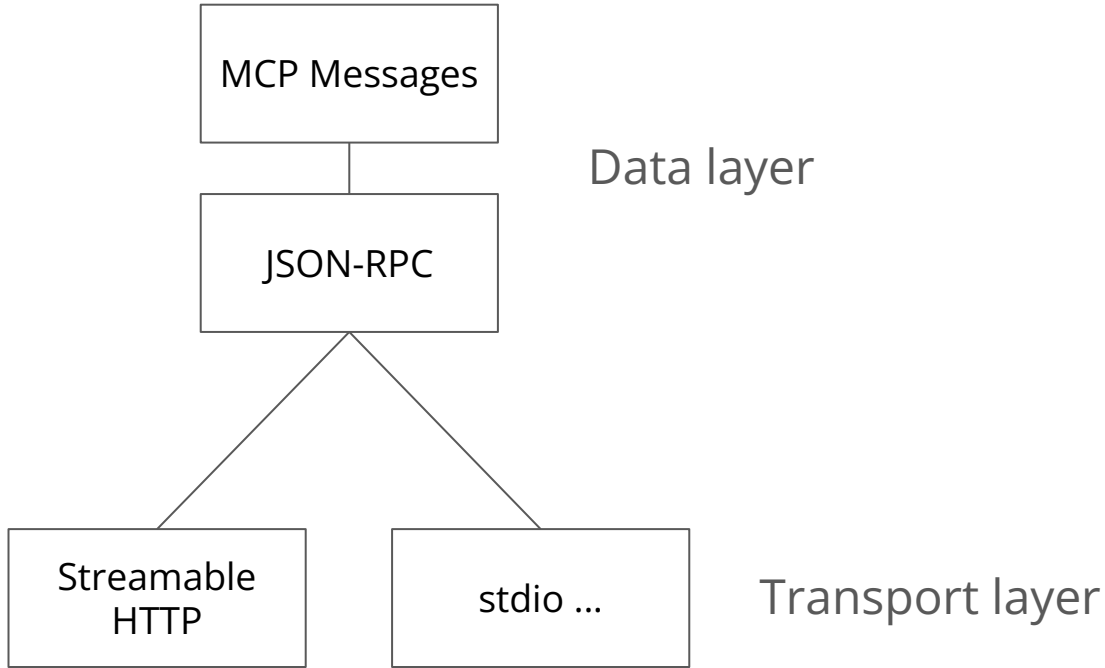 MCP Messages
Data layer
JSON-RPC
Streamable
HTTP
stdio ...
Transport layer